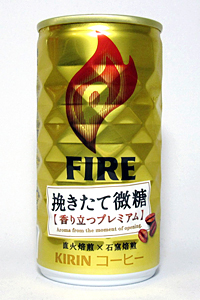 FIRE
挽きたて微糖
【香り立つプレミアム】
Aroma from the moment of opening.
直火焙煎×石窯焙煎
KIRIN コーヒー